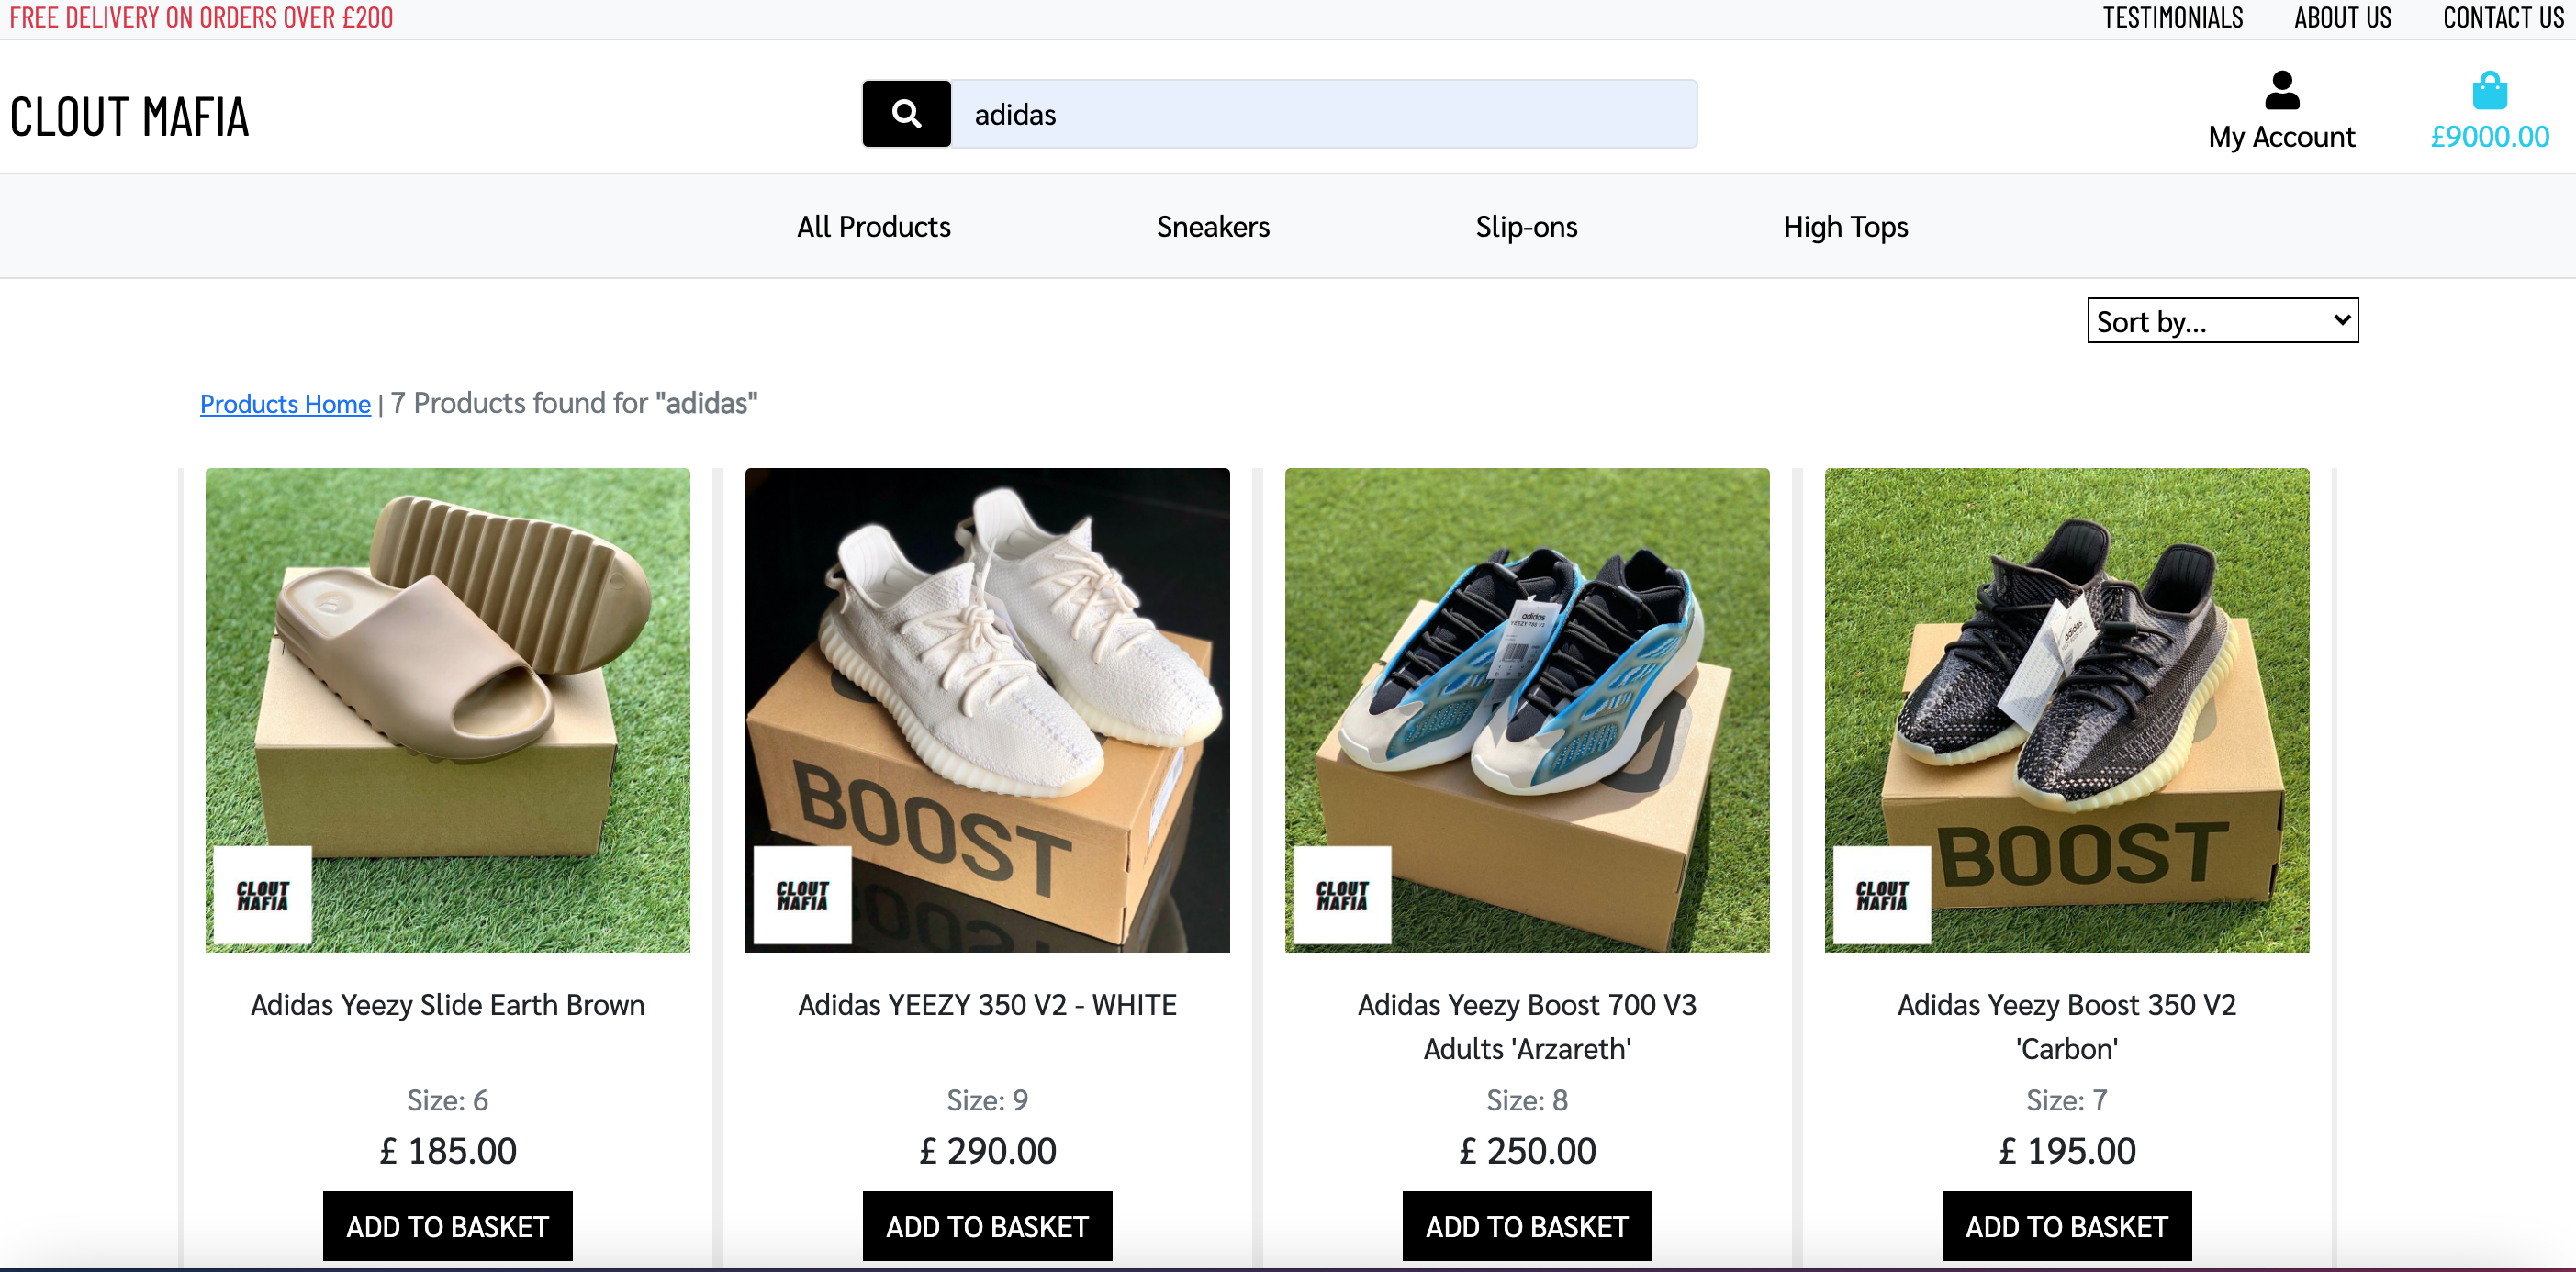 FREE DELIVERY ON ORDERS OVER £200
TESTIMONIALS
ABOUT US
CONTACT US
CLOUT MAFIA
adidas
My Account
£9000.00
All Products
Sneakers
Slip-ons
High Tops
Sort by...
Products Home | 7 Products found for "adidas"
CLOUT
MAFIA
BOOST
CLOUT
MAFIA
adidas
YEEZY 700 V3
CLOUT
MAFIA
adidas
BOOST
CLOUT
MAFIA
Adidas Yeezy Slide Earth Brown
Size: 6
£ 185.00
ADD TO BASKET
Adidas YEEZY 350 V2 - WHITE
Size: 9
£ 290.00
ADD TO BASKET
Adidas Yeezy Boost 700 V3
Adults 'Arzareth'
Size: 8
£ 250.00
ADD TO BASKET
Adidas Yeezy Boost 350 V2
'Carbon'
Size: 7
£ 195.00
ADD TO BASKET